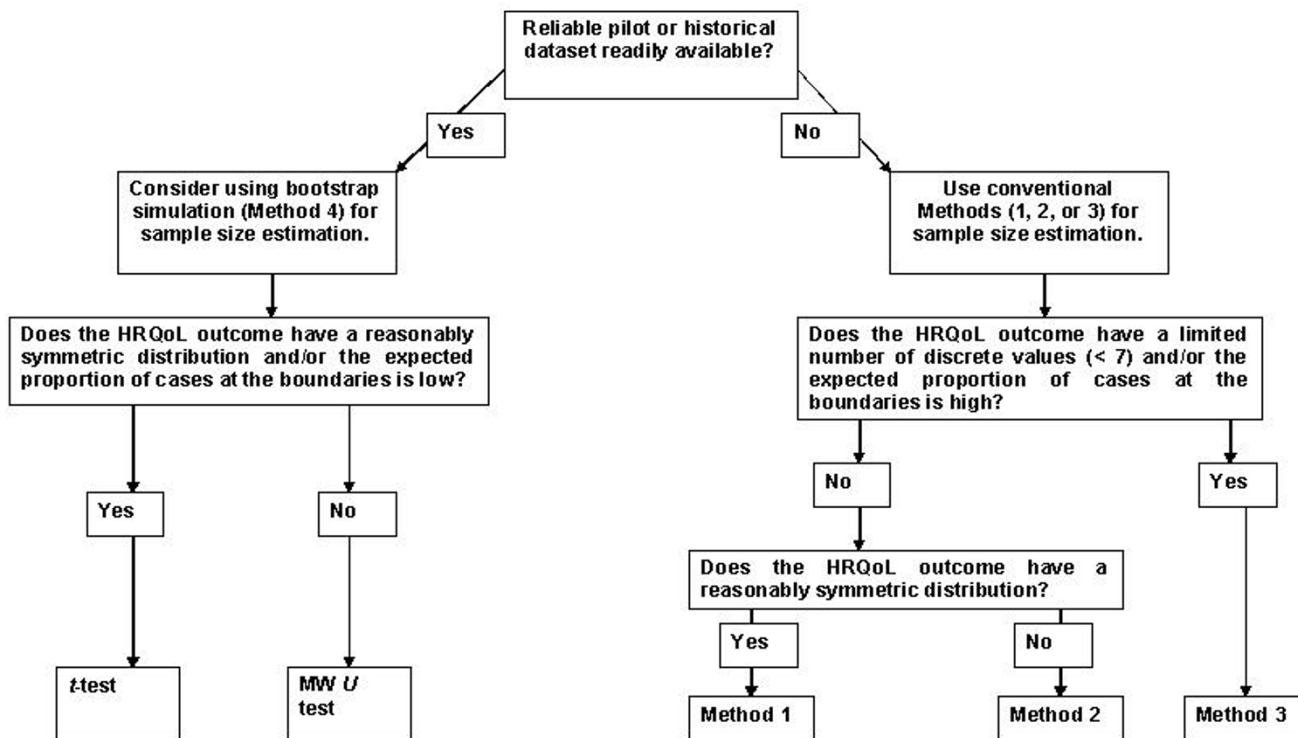 Reliable pilot or historical
dataset readily available?
Yes
No
Consider using bootstrap
simulation (Method 4) for
sample size estimation.
Use conventional
Methods (1, 2, or 3) for
sample size estimation.
Does the HRQoL outcome have a reasonably
symmetric distribution and/or the expected
proportion of cases at the boundaries is low?
Does the HRQoL outcome have a limited
number of discrete values (< 7) and/or the
expected proportion of cases at the
boundaries is high?
Yes
No
No
Yes
Does the HRQoL outcome have a
reasonably symmetric distribution?
Yes
No
t-test
MW U
test
Method 1
Method 2
Method 3